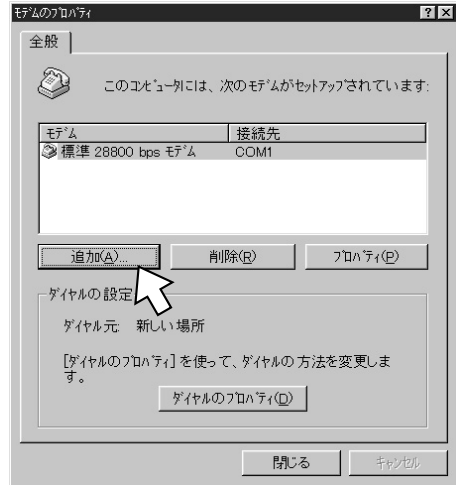 ﾓﾃﾞﾑのﾌﾟﾛﾊﾟﾃｨ
全般
このｺﾝﾋﾟｭｰﾀには、次のﾓﾃﾞﾑがｾｯﾄｱｯﾌﾟされています:
ﾓﾃﾞﾑ 接続先
標準 28800 bps ﾓﾃﾞﾑ COM1
追加(A)... 削除(R) ﾌﾟﾛﾊﾟﾃｨ(P)
ﾀﾞｲﾔﾙの設定
ﾀﾞｲﾔﾙ元: 新しい場所
[ﾀﾞｲﾔﾙのﾌﾟﾛﾊﾟﾃｨ] を使って、ﾀﾞｲﾔﾙの方法を変更しま
す。
ﾀﾞｲﾔﾙのﾌﾟﾛﾊﾟﾃｨ(D)
閉じる ｷｬﾝｾﾙ